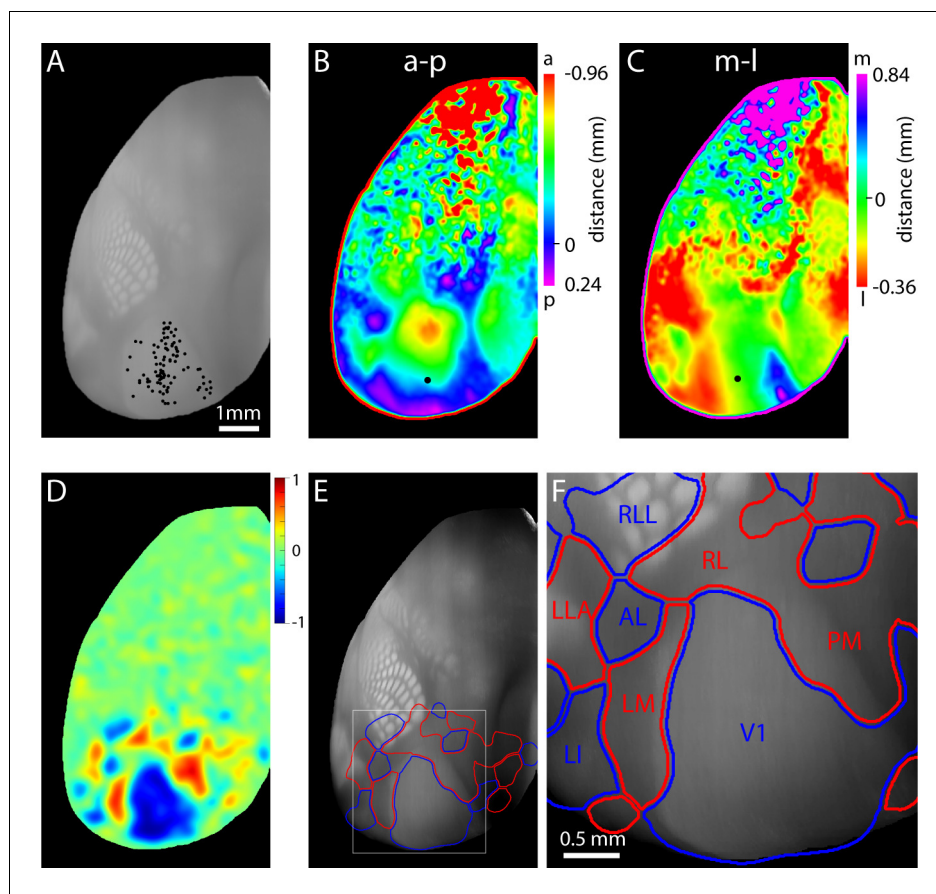 A
1mm
B
a-p
a
-0.96
0
0.24
p
distance (mm)
C
m-l
m
0.84
0
-0.36
l
distance (mm)
D
1
0
-1
E
F
RLL
RL
LLA
AL
PM
LM
V1
LI
0.5 mm